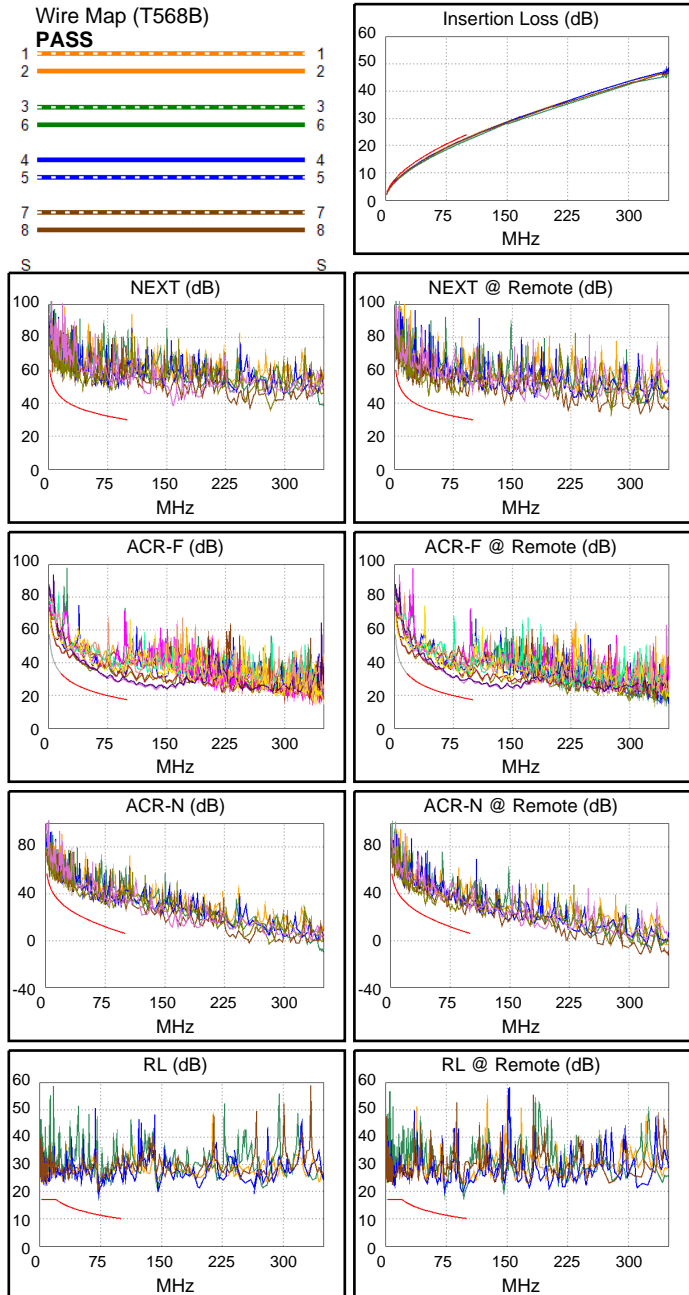 Wire Map (T568B)
PASS
1 1
2 2
3 3
6 6
4 4
5 5
7 7
8 8
S S
Insertion Loss (dB)
60
50
40
30
20
10
0
0 75 150 225 300
MHz
NEXT (dB)
100
80
60
40
20
0
0 75 150 225 300
MHz
NEXT @ Remote (dB)
100
80
60
40
20
0
0 75 150 225 300
MHz
ACR-F (dB)
100
80
60
40
20
0
0 75 150 225 300
MHz
ACR-F @ Remote (dB)
100
80
60
40
20
0
0 75 150 225 300
MHz
ACR-N (dB)
80
40
0
-40
0 75 150 225 300
MHz
ACR-N @ Remote (dB)
80
40
0
-40
0 75 150 225 300
MHz
RL (dB)
60
50
40
30
20
10
0
0 75 150 225 300
MHz
RL @ Remote (dB)
60
50
40
30
20
10
0
0 75 150 225 300
MHz